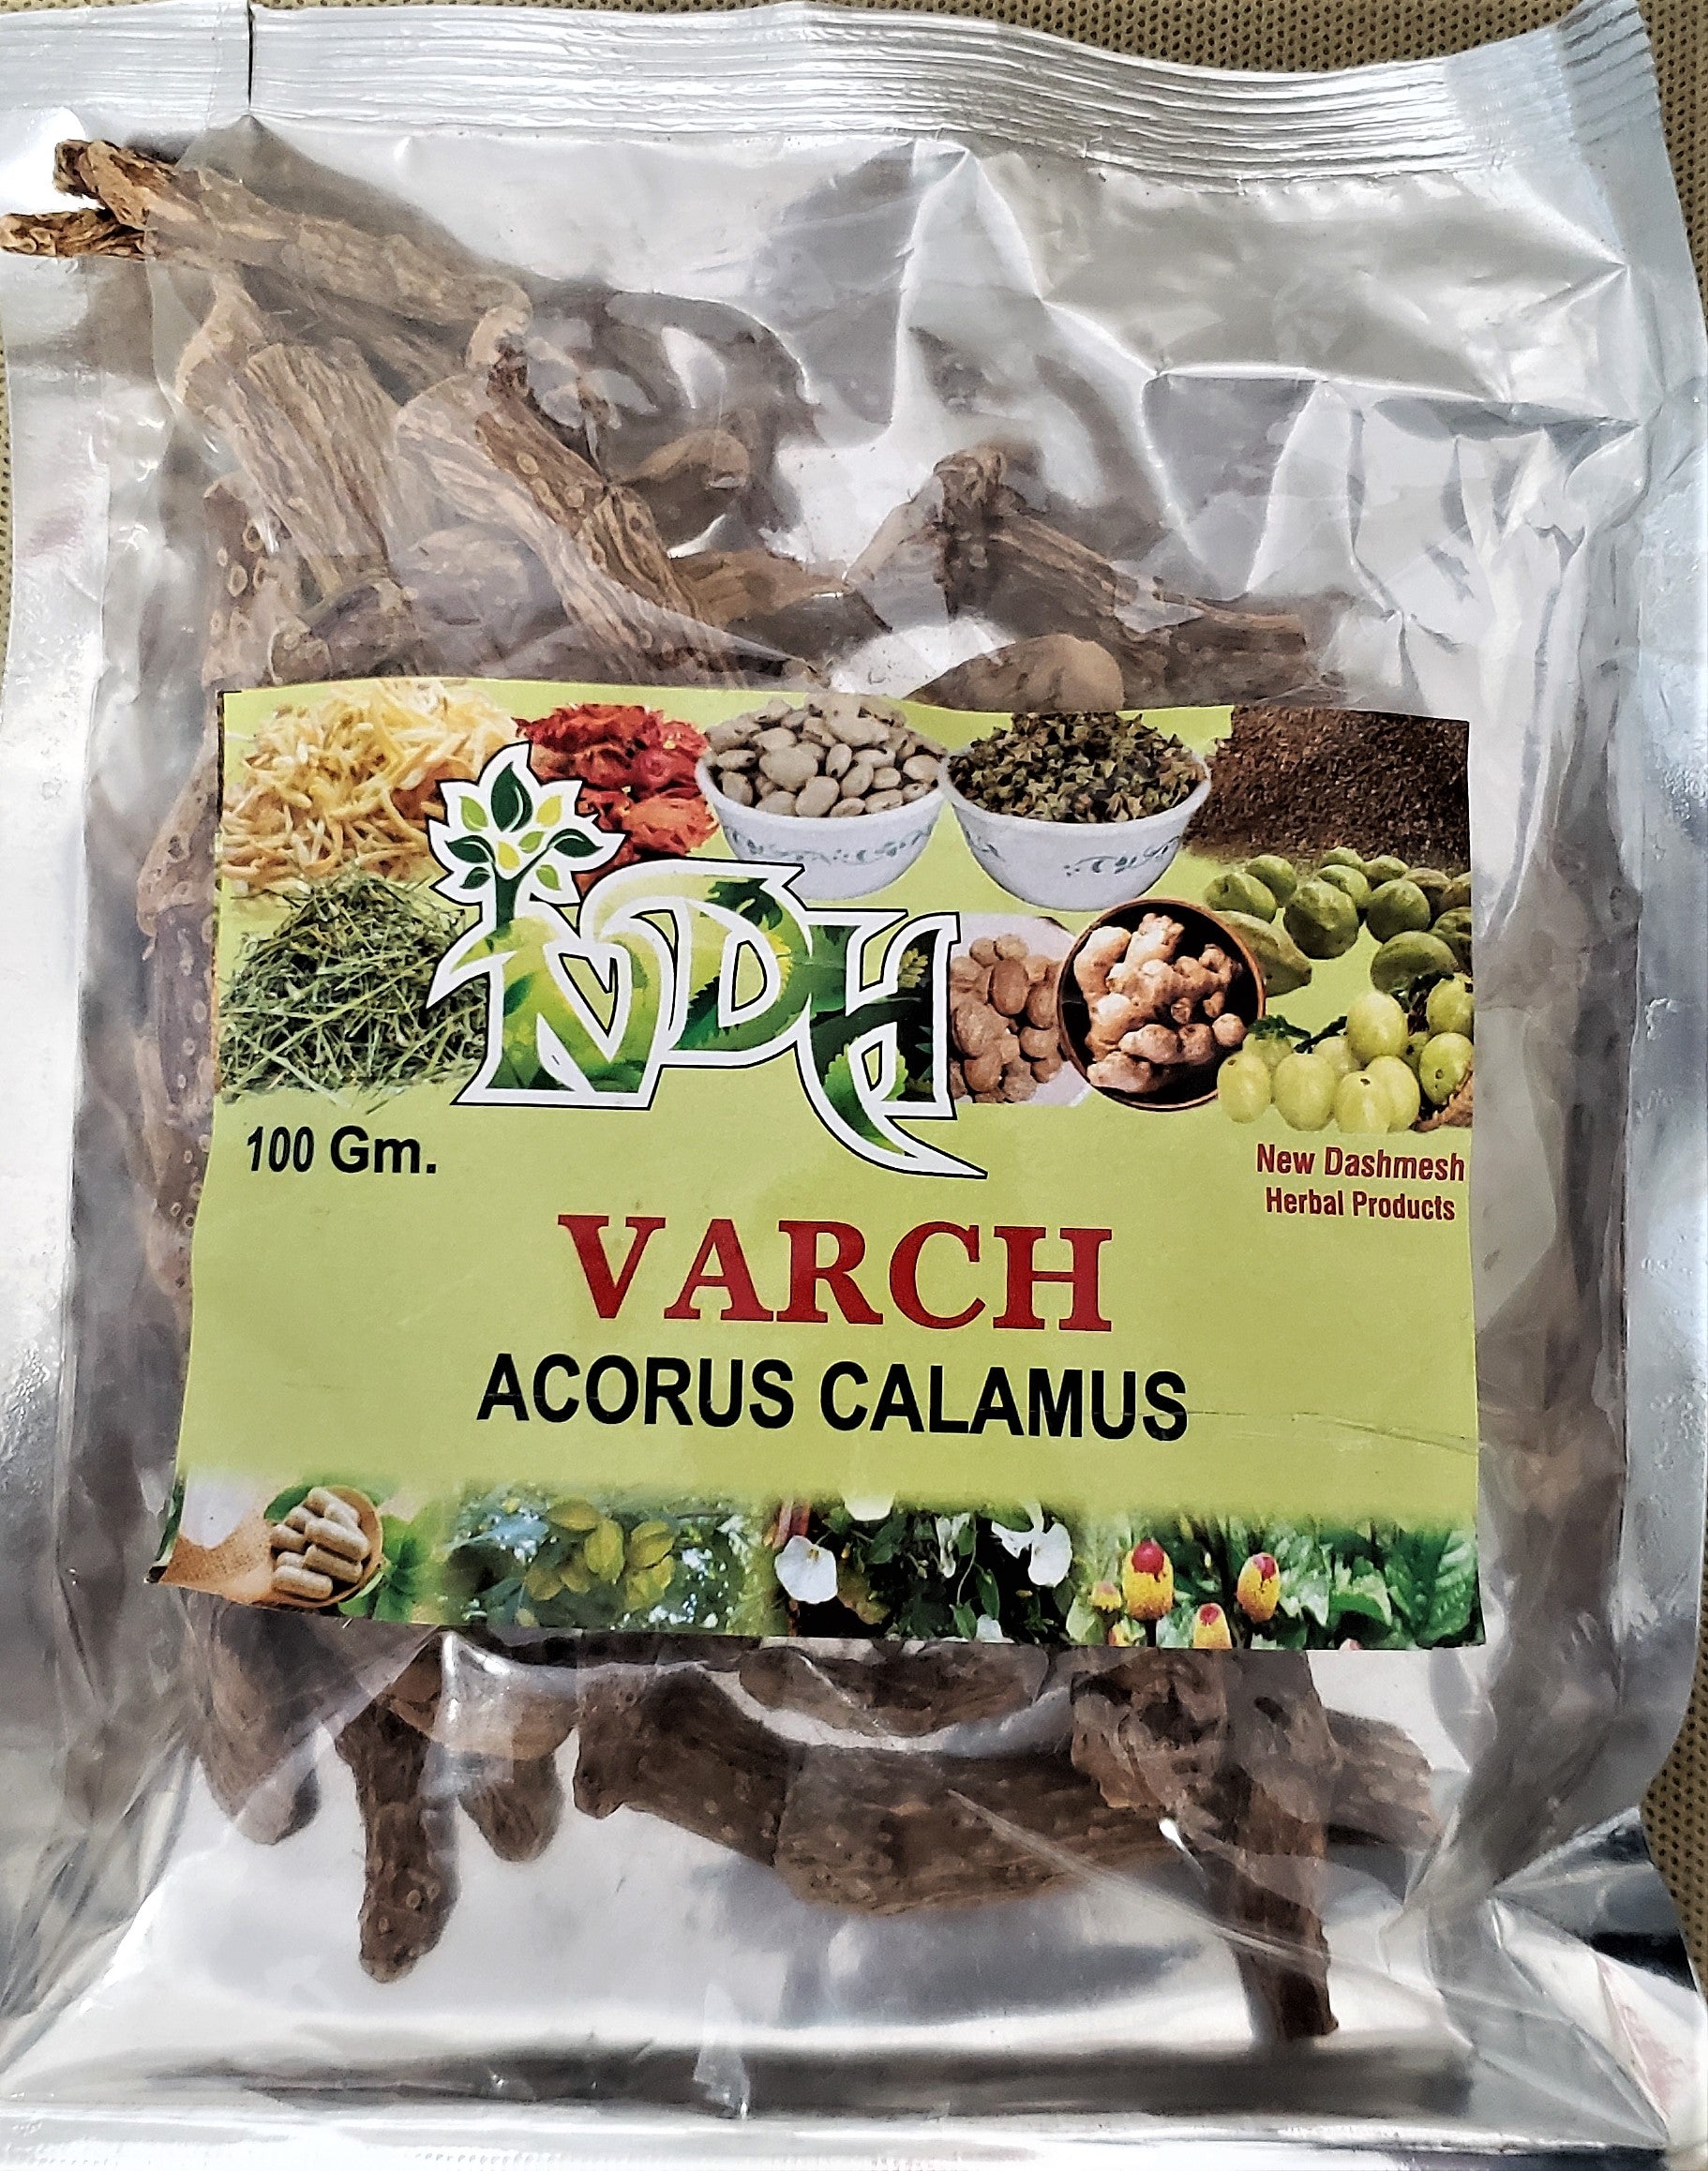 NDH
100 Gm.
New Dashmesh
Herbal Products
VARCH
ACORUS CALAMUS